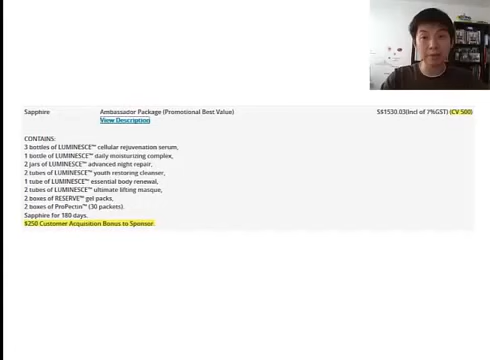 Sapphire Ambassador Package (Promotional Best Value) S$1530.03(Incl of 7%GST) (CV 500)
View Description
CONTAINS:
3 bottles of LUMINESCE™ cellular rejuvenation serum,
1 bottle of LUMINESCE™ daily moisturizing complex,
2 jars of LUMINESCE™ advanced night repair,
2 tubes of LUMINESCE™ youth restoring cleanser,
1 tube of LUMINESCE™ essential body renewal,
2 tubes of LUMINESCE™ ultimate lifting masque,
2 boxes of RESERVE™ gel packs,
2 boxes of ProPectin™ (30 packets).
Sapphire for 180 days.
$250 Customer Acquisition Bonus to Sponsor.